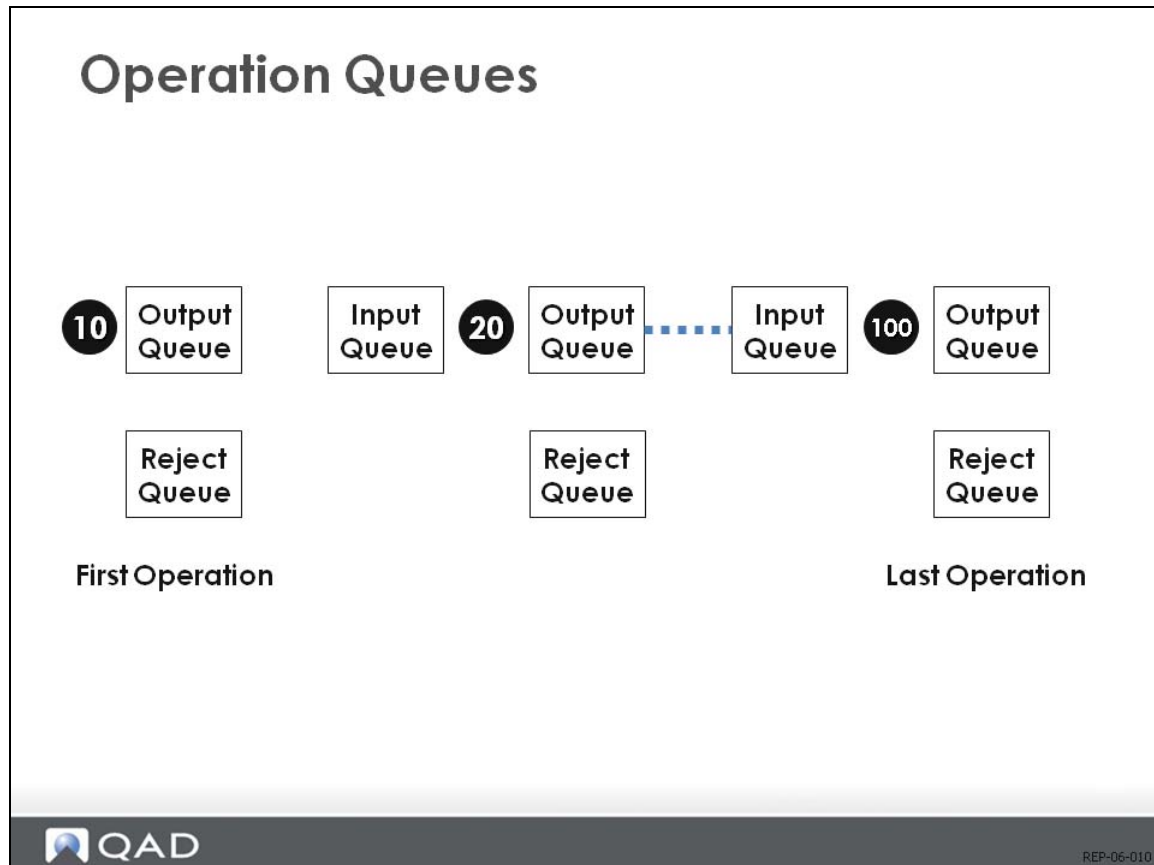 Operation Queues
10
Output
Queue
Input
Queue
20
Output
Queue
Input
Queue
100
Output
Queue
Reject
Queue
Reject
Queue
Reject
Queue
First Operation
Last Operation
QAD
REP-06-010